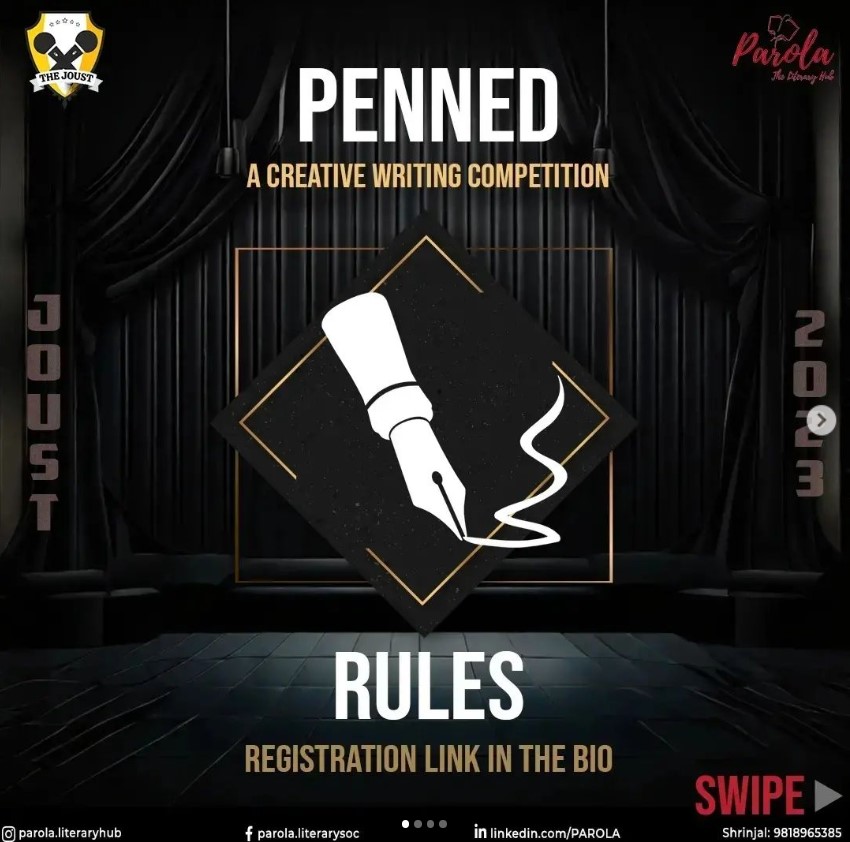 THE JOUST
Parola
The Literary Hub
PENNED
A CREATIVE WRITING COMPETITION
JOUST
2023
RULES
REGISTRATION LINK IN THE BIO
SWIPE
parola.literaryhub
parola.literarysoc
linkedin.com/PAROLA
Shrinjal: 9818965385